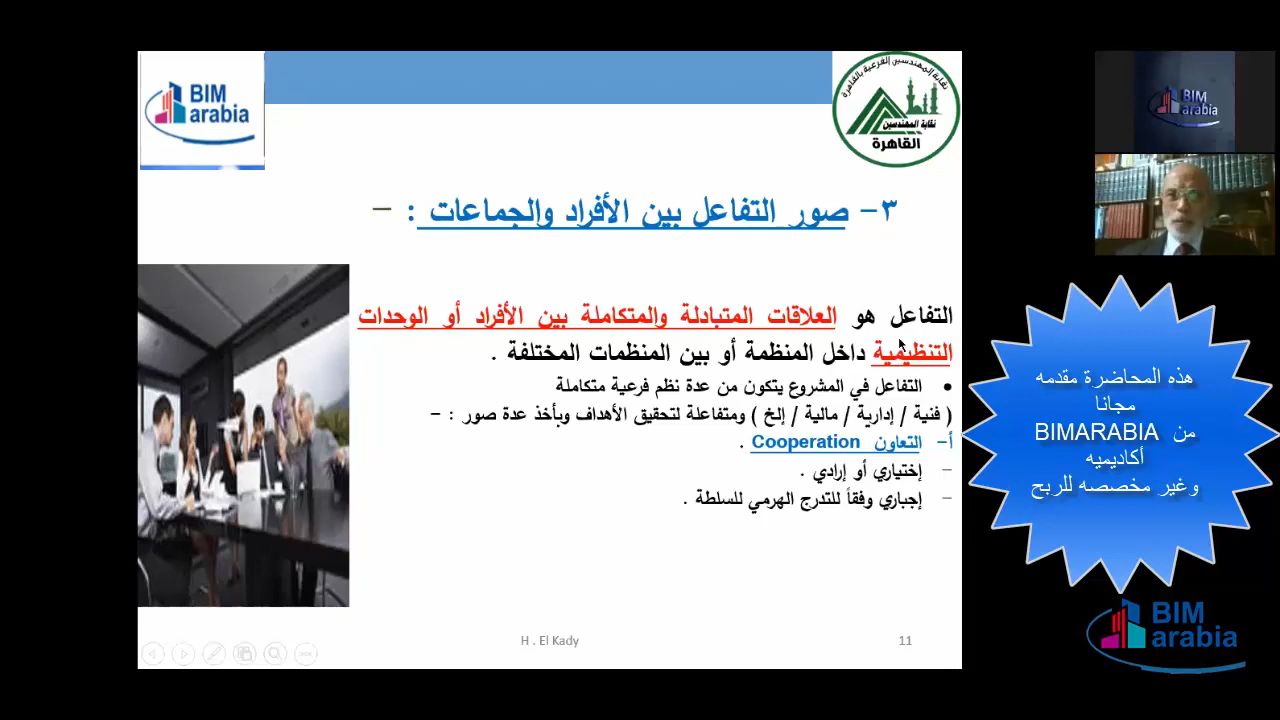 BIM
arabia
نقابة المهندسين الفرعية بالقاهرة
نقابة المهندسين
القاهرة
٣- صور التفاعل بين الأفراد والجماعات : –
التفاعل هو العلاقات المتبادلة والمتكاملة بين الأفراد أو الوحدات
التنظيمية داخل المنظمة أو بين المنظمات المختلفة .
• التفاعل في المشروع يتكون من عدة نظم فرعية متكاملة
( فنية / إدارية / مالية / إلخ ) ومتفاعلة لتحقيق الأهداف ويأخذ عدة صور : –
أ- التعاون Cooperation .
– إختياري أو إرادي .
– إجباري وفقاً للتدرج الهرمي للسلطة .
H . El Kady
11
BIM
arabia
هذه المحاضرة مقدمه
مجانا
من BIMARABIA
أكاديميه
وغير مخصصه للربح
BIM
arabia